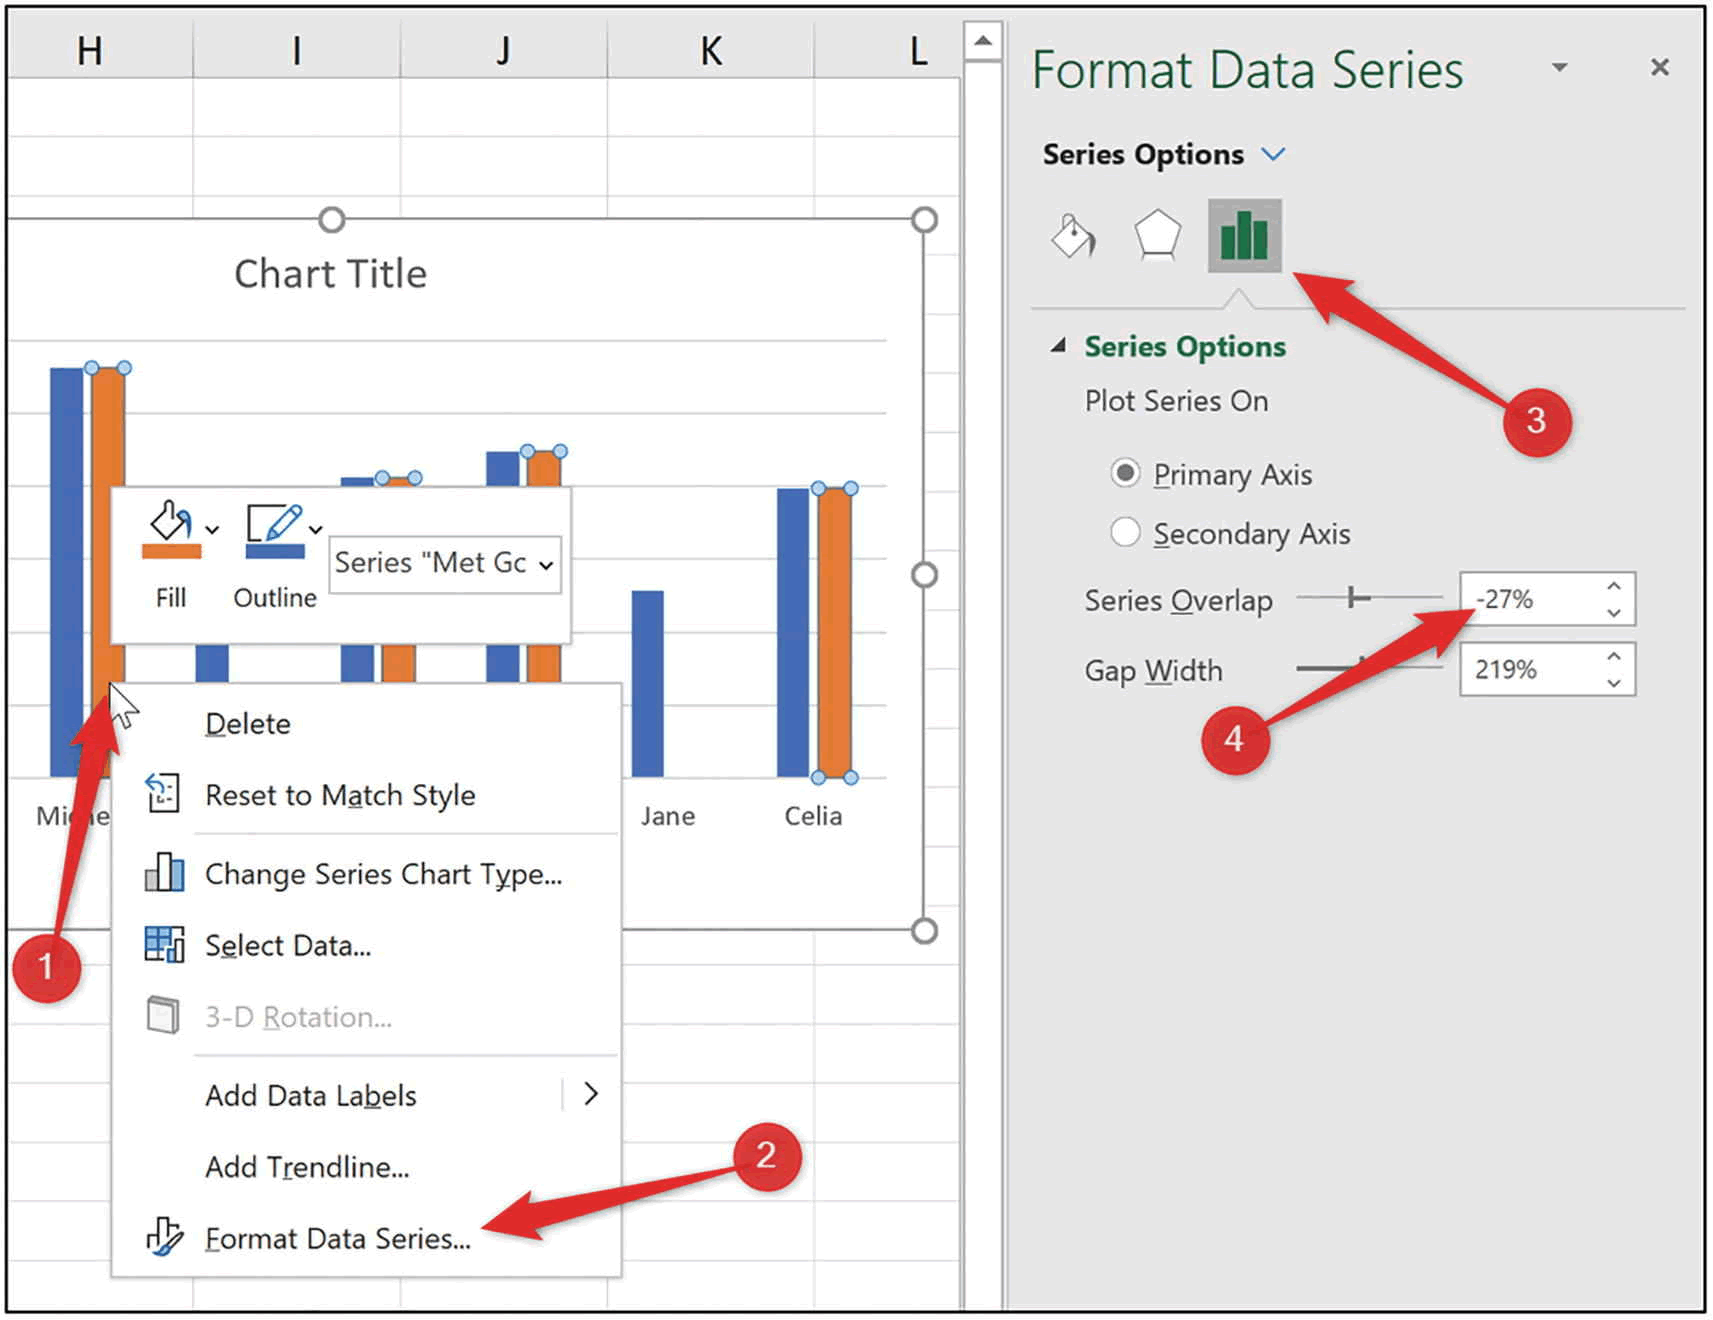 H I J K L
Chart Title
Fill
Outline
Series "Met Gc
Jane
Celia
Delete
Reset to Match Style
Change Series Chart Type...
Select Data...
3-D Rotation...
Add Data Labels
Add Trendline...
Format Data Series...
1
2
Format Data Series
Series Options
Series Options
Plot Series On
Primary Axis
Secondary Axis
Series Overlap -27%
Gap Width 219%
3
4